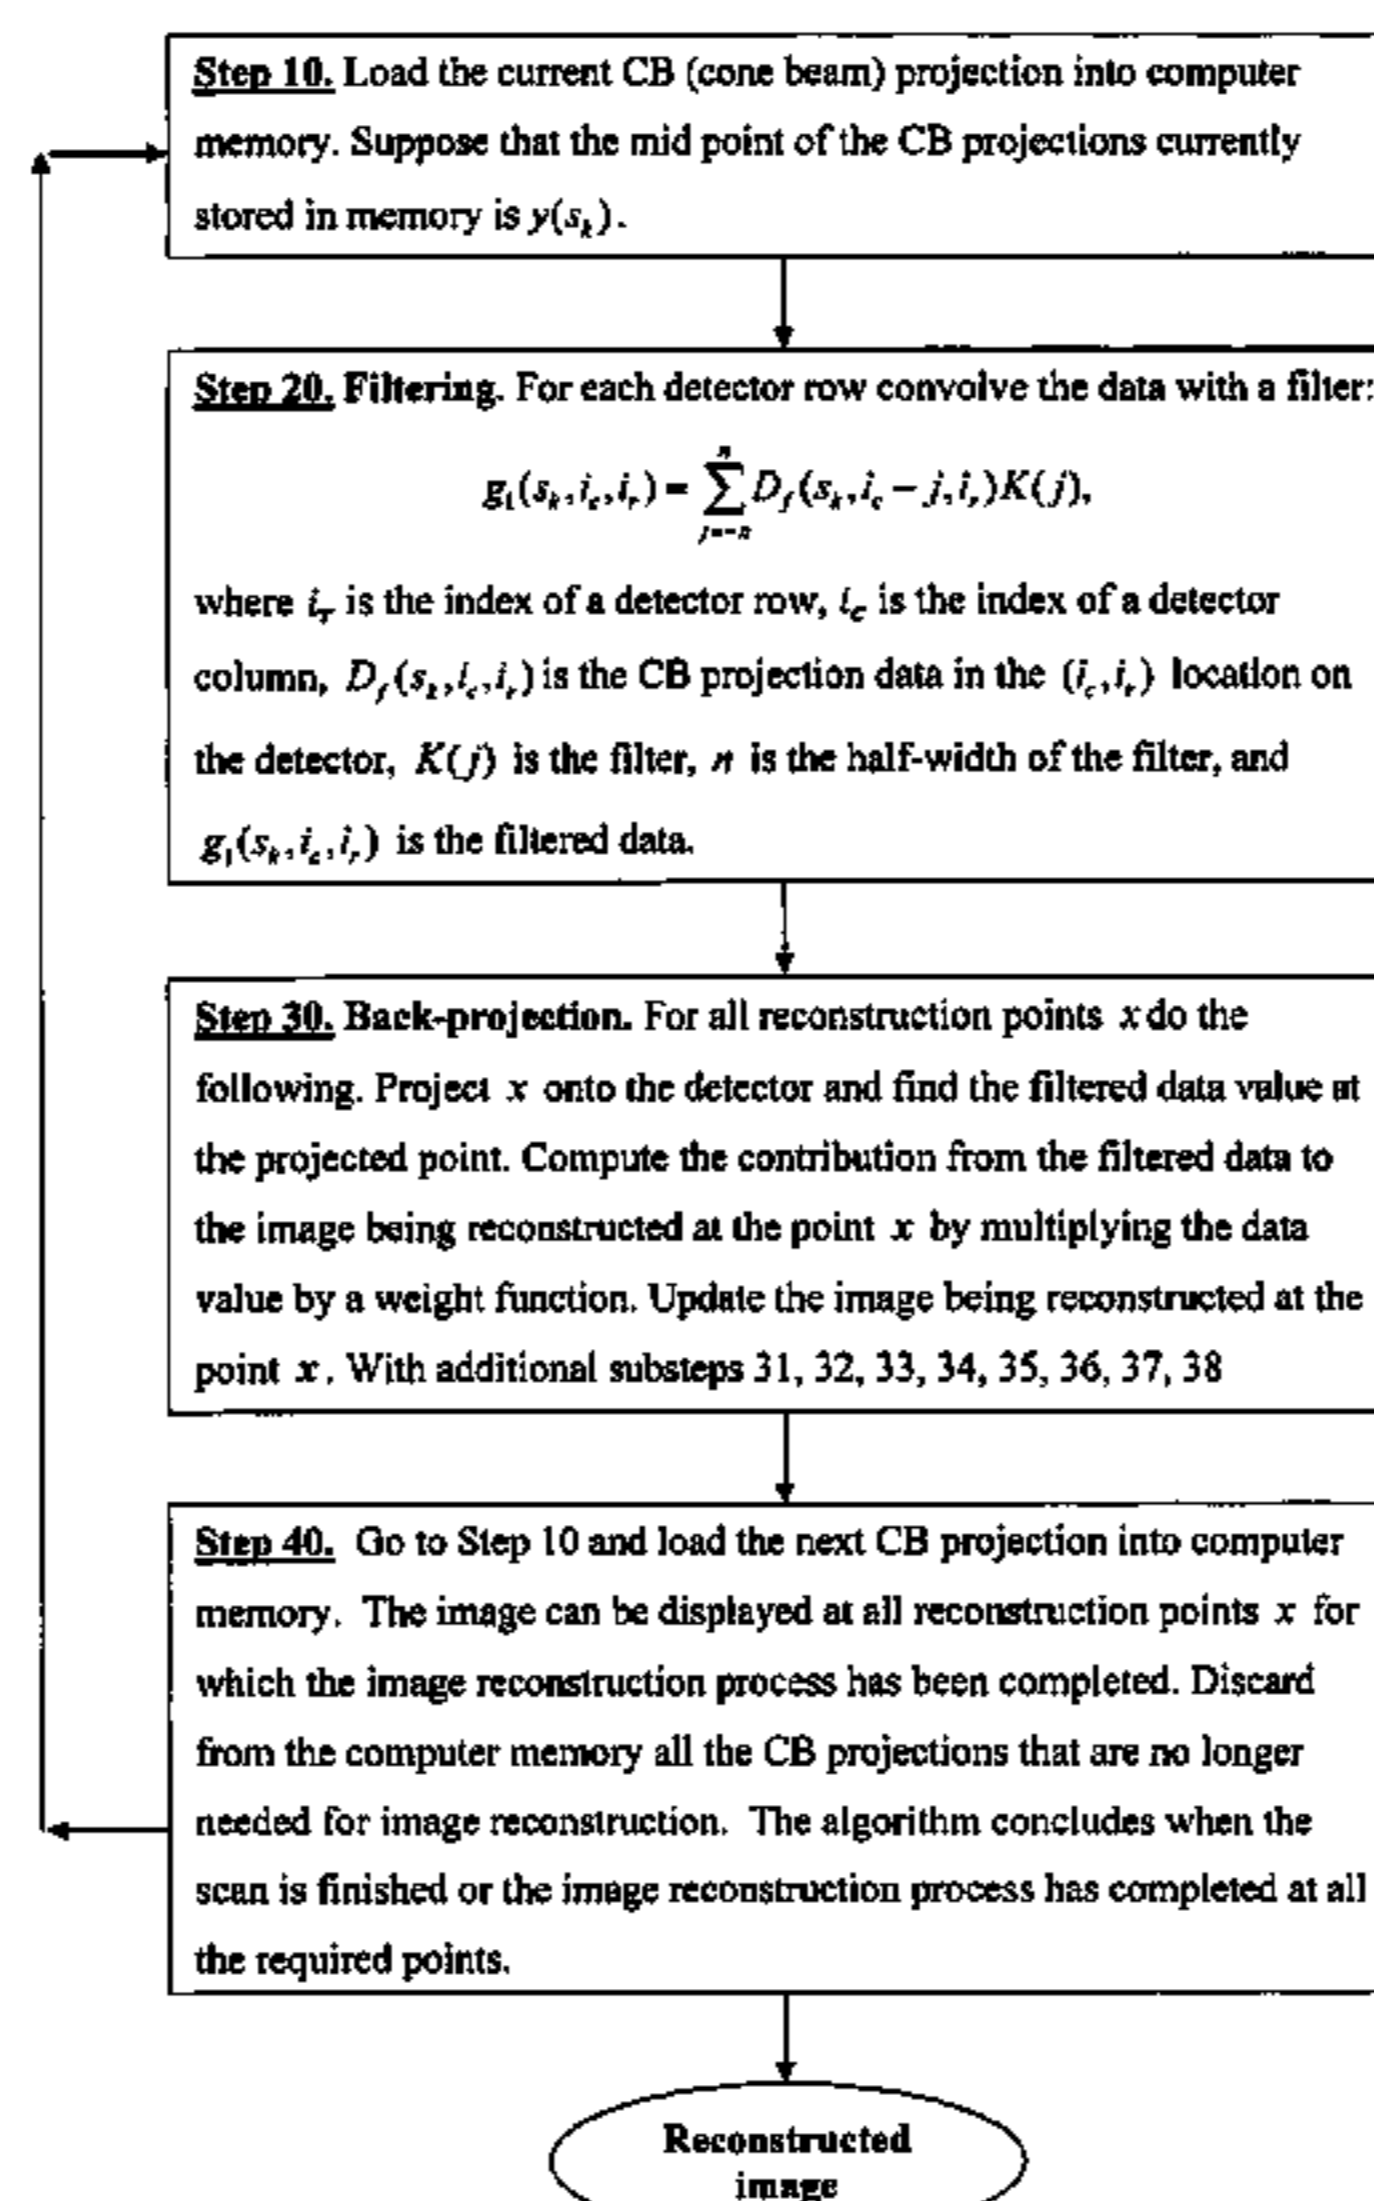 Step 10. Load the current CB (cone beam) projection into computer
memory. Suppose that the mid point of the CB projections currently
stored in memory is y(s_k).
Step 20. Filtering. For each detector row convolve the data with a filter:
g_1(s_k, i_c, i_r) = \sum_{j=-n}^{n} D_f(s_k, i_c - j, i_r)K(j),
where i_r is the index of a detector row, i_c is the index of a detector
column, D_f(s_k, i_c, i_r) is the CB projection data in the (i_c, i_r) location on
the detector, K(j) is the filter, n is the half-width of the filter, and
g_1(s_k, i_c, i_r) is the filtered data.
Step 30. Back-projection. For all reconstruction points x do the
following. Project x onto the detector and find the filtered data value at
the projected point. Compute the contribution from the filtered data to
the image being reconstructed at the point x by multiplying the data
value by a weight function. Update the image being reconstructed at the
point x. With additional substeps 31, 32, 33, 34, 35, 36, 37, 38
Step 40. Go to Step 10 and load the next CB projection into computer
memory. The image can be displayed at all reconstruction points x for
which the image reconstruction process has been completed. Discard
from the computer memory all the CB projections that are no longer
needed for image reconstruction. The algorithm concludes when the
scan is finished or the image reconstruction process has completed at all
the required points.
Reconstructed
image